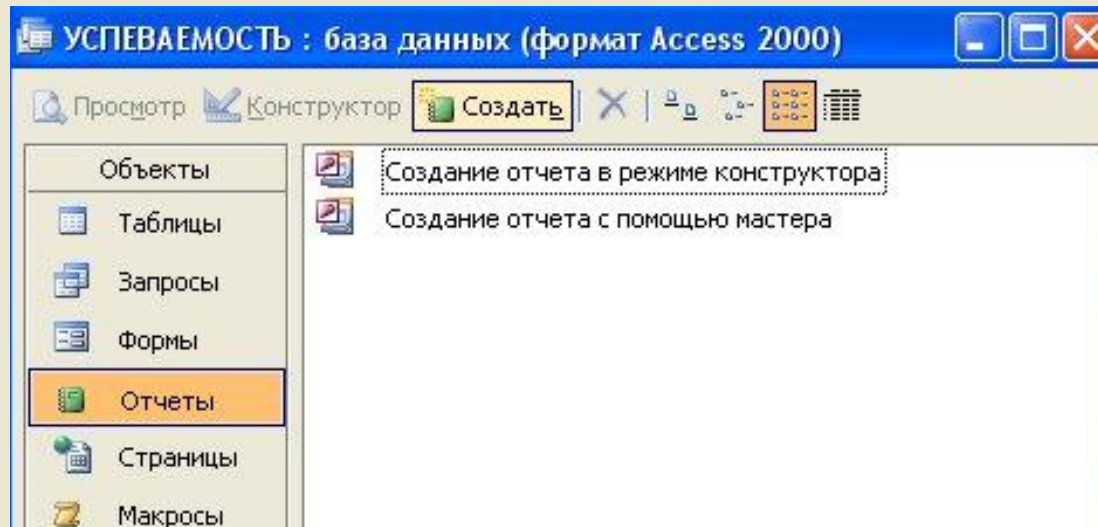 УСПЕВАЕМОСТЬ : база данных (формат Access 2000)
Просмотр Конструктор Создать
Объекты
Таблицы
Запросы
Формы
Отчеты
Страницы
Макросы
Создание отчета в режиме конструктора
Создание отчета с помощью мастера